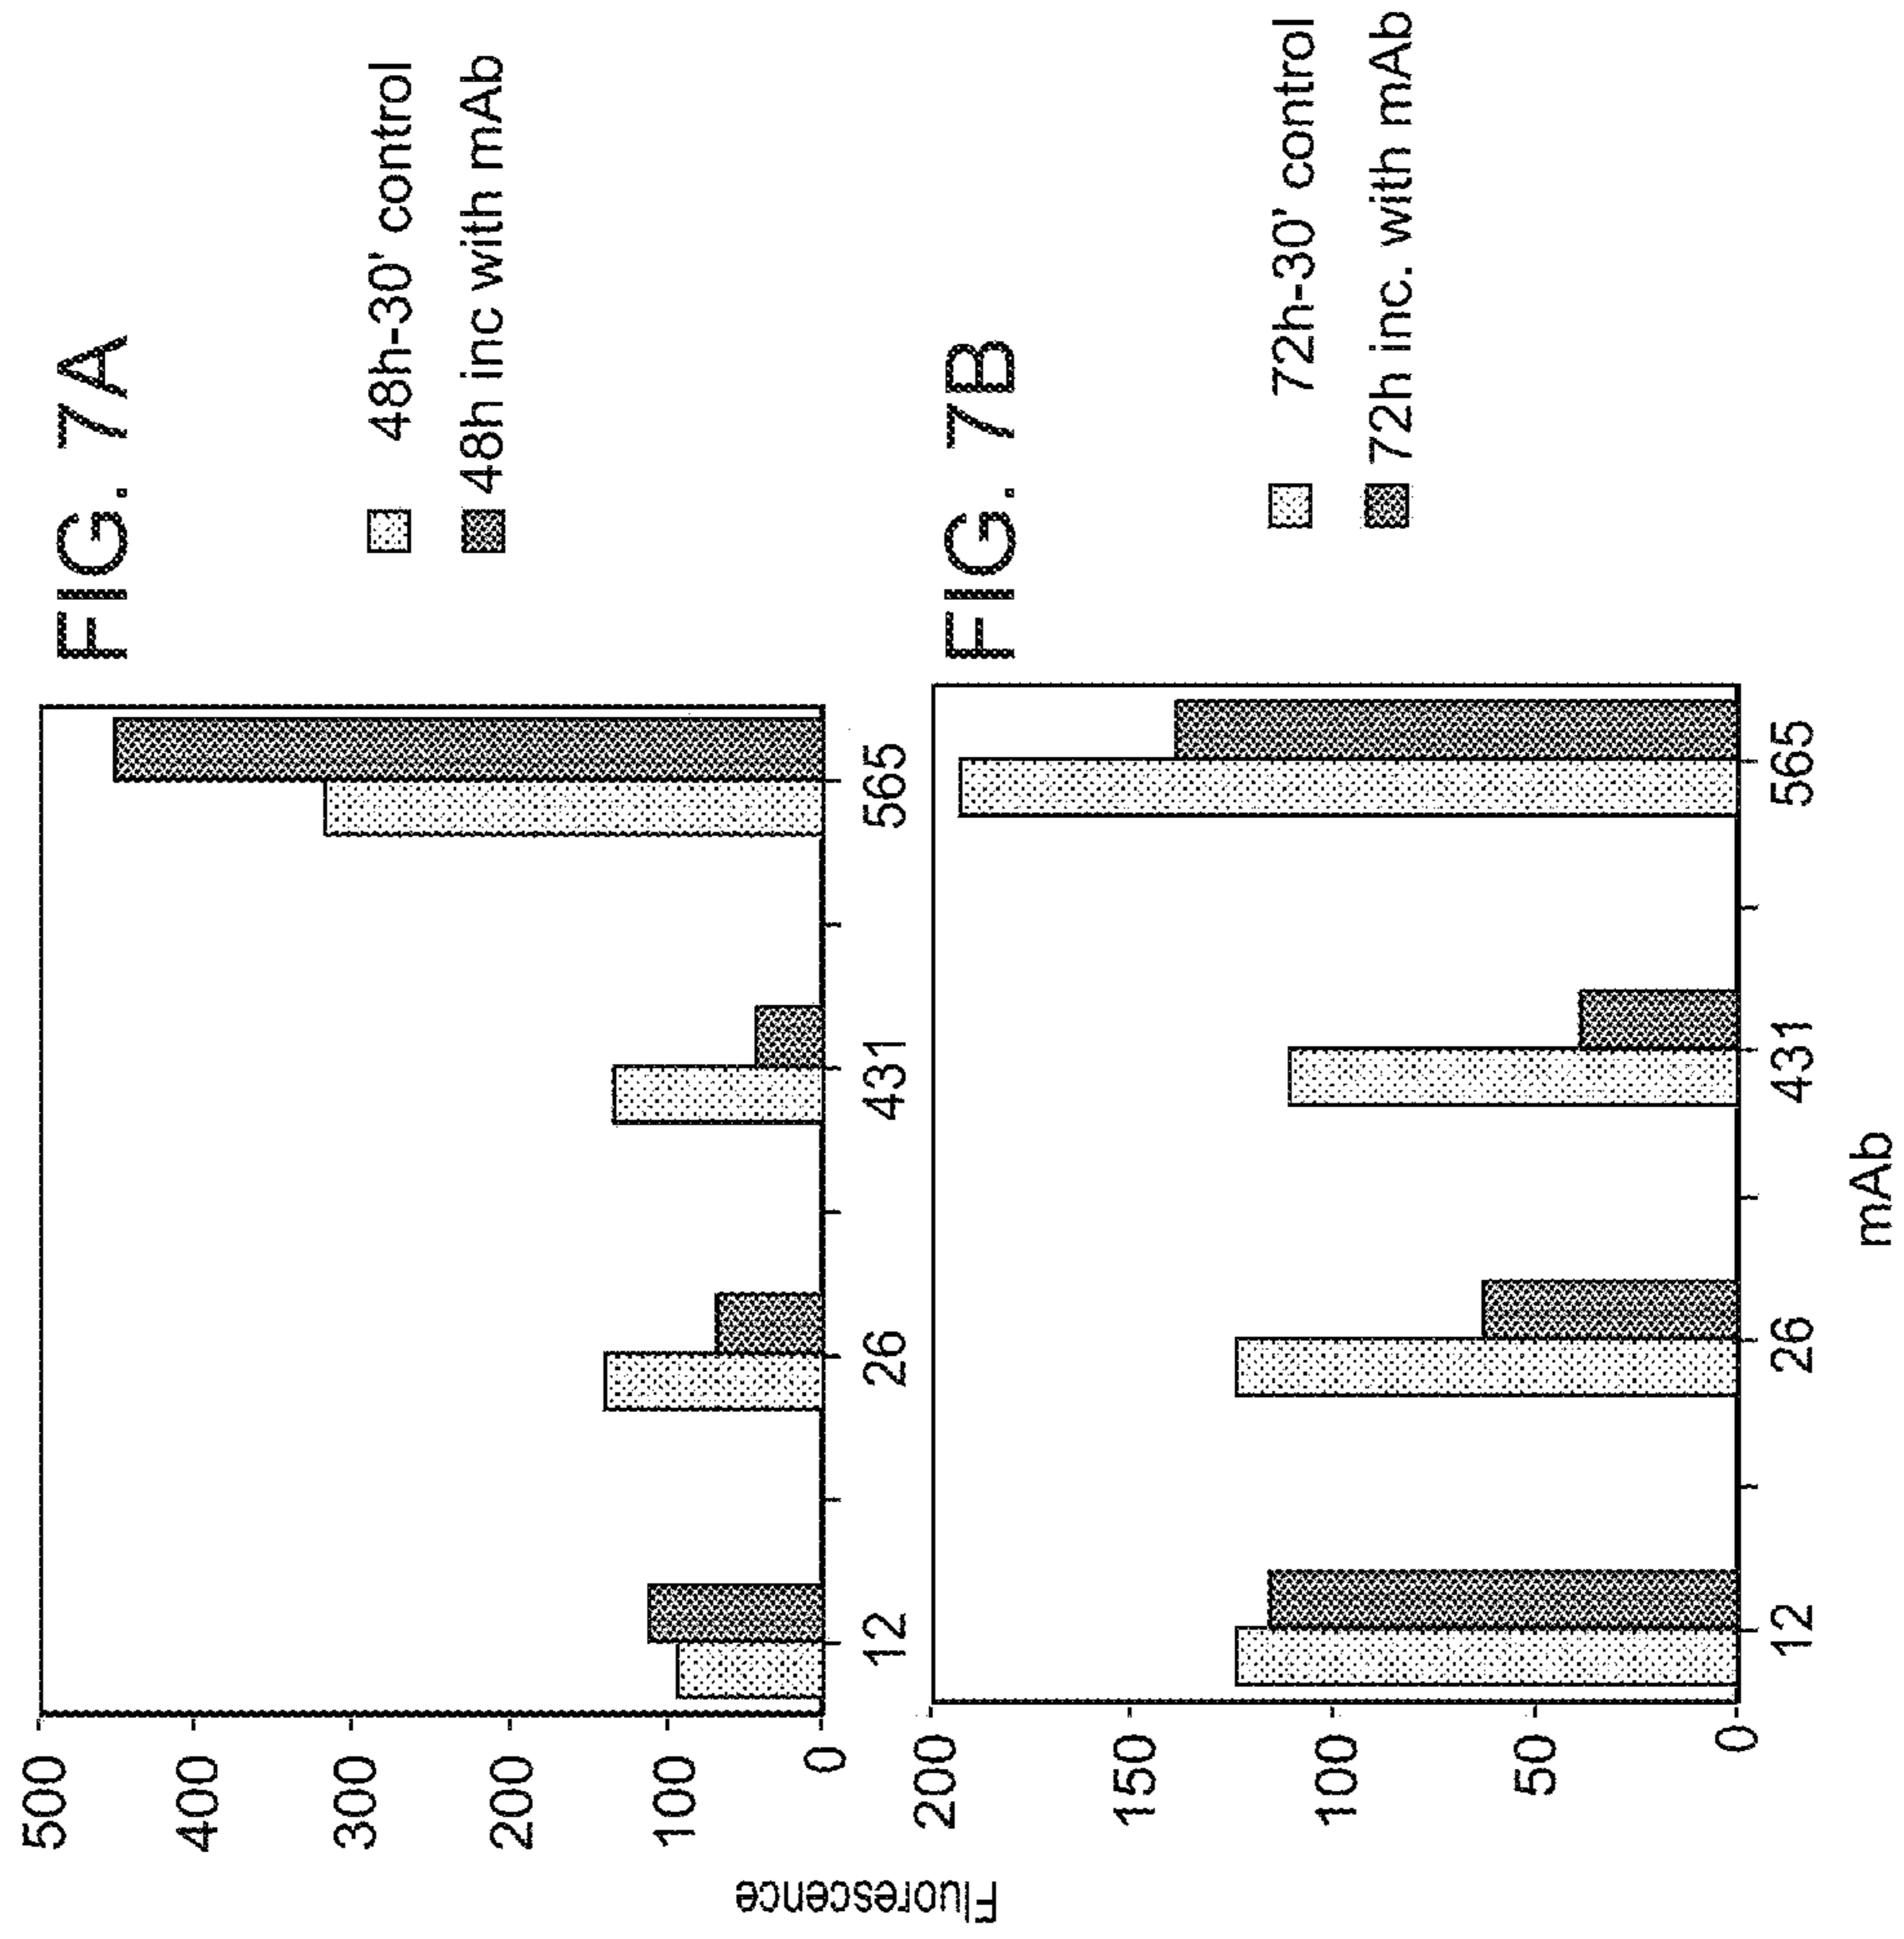 FIG. 7A
48h-30' control
48h inc with mAb
500
400
300
200
100
0
12
26
431
565
Fluorescence
FIG. 7B
72h-30' control
72h inc. with mAb
200
150
100
50
0
12
26
431
565
mAb